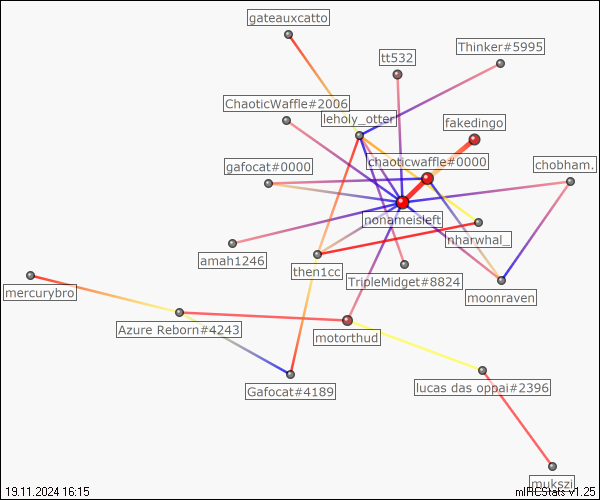 gateauxcatto
Thinker#5995
tt532
ChaoticWaffle#2006
leholy_otter
fakedingo
chaoticwaffle#0000
gafocat#0000
chobham.
nonameisleft
nharwhal_
amah1246
then1cc
TripleMidget#8824
mercurybro
moonraven
Azure Reborn#4243
motorthud
Gafocat#4189
lucas das oppai#2396
mukszi
19.11.2024 16:15
mIRCStats v1.25